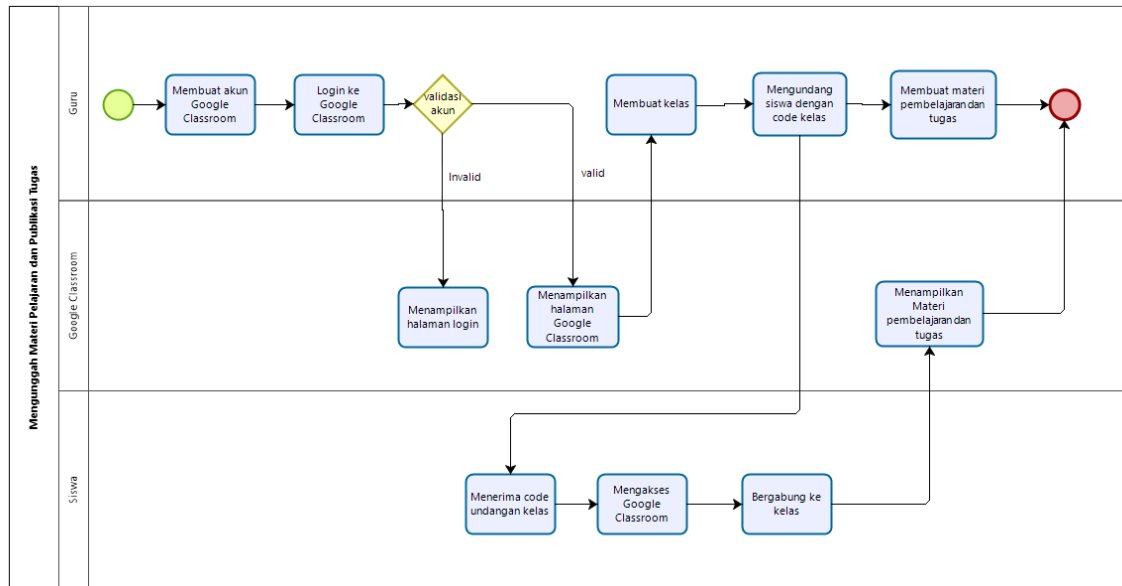 Mengunggah Materi Pelajaran dan Publikasi Tugas
Guru
Membuat akun
Google
Classroom
Login ke
Google
Classroom
validasi
akun
Invalid
valid
Membuat kelas
Mengundang
siswa dengan
code kelas
Membuat materi
pembelajaran dan
tugas
Google Classroom
Menampilkan
halaman login
Menampilkan
halaman
Google
Classroom
Menampilkan
Materi
pembelajaran dan
tugas
Siswa
Menerima code
undangan kelas
Mengakses
Google
Classroom
Bergabung ke
kelas